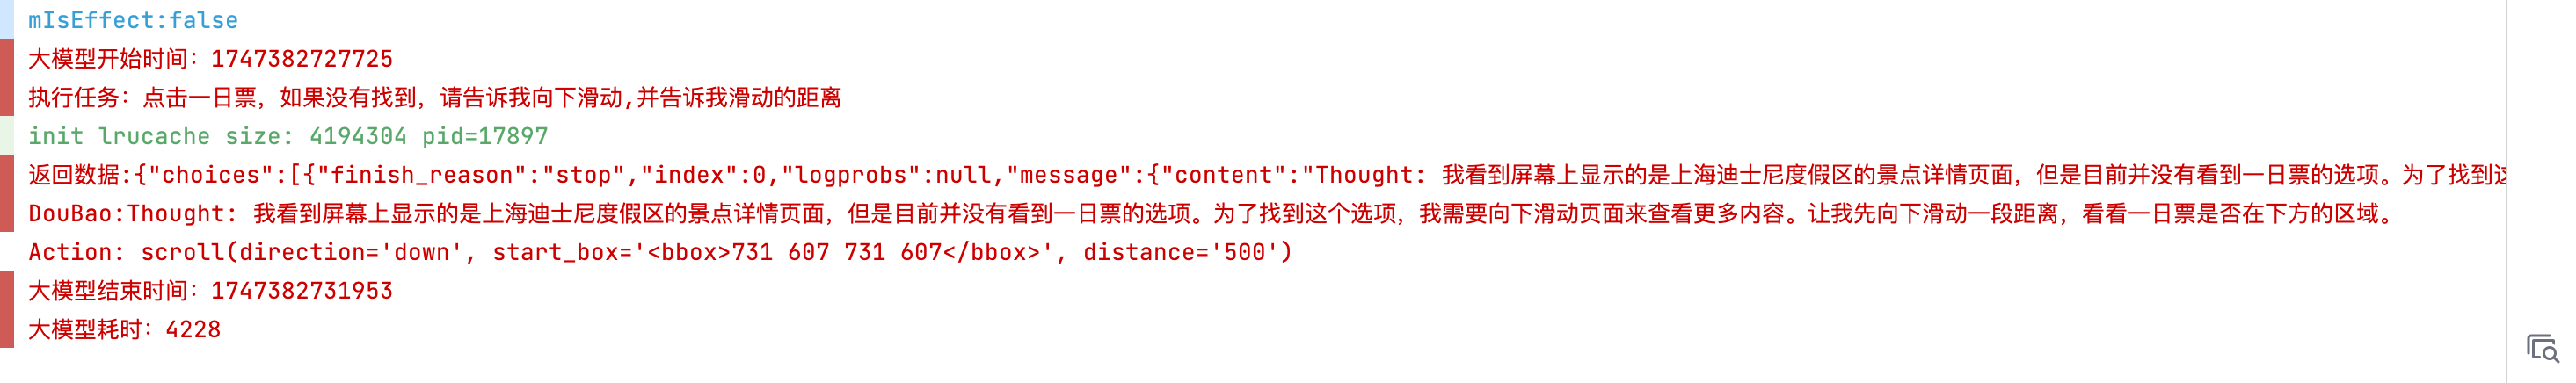 mIsEffect:false
大模型开始时间：1747382727725
执行任务：点击一日票，如果没有找到，请告诉我向下滑动,并告诉我滑动的距离
init lrucache size: 4194304 pid=17897
返回数据:{"choices":[{"finish_reason":"stop","index":0,"logprobs":null,"message":{"content":"Thought: 我看到屏幕上显示的是上海迪士尼度假区的景点详情页面，但是目前并没有看到一日票的选项。为了找到
DouBao:Thought: 我看到屏幕上显示的是上海迪士尼度假区的景点详情页面，但是目前并没有看到一日票的选项。为了找到这个选项，我需要向下滑动页面来查看更多内容。让我先向下滑动一段距离，看看一日票是否在下方的区域。
Action: scroll(direction='down', start_box='<bbox>731 607 731 607</bbox>', distance='500')
大模型结束时间：1747382731953
大模型耗时：4228